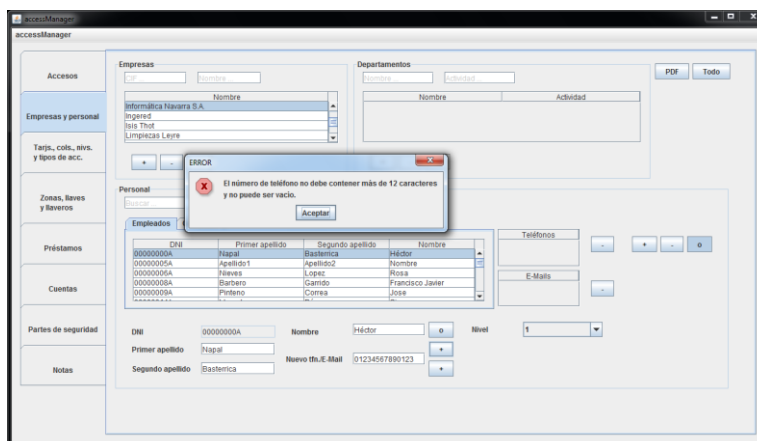 accessManager
accessManager
Accesos
Empresas y personal
Tarjs., cols., nivs.
y tipos de acc.
Zonas, llaves
y llaveros
Préstamos
Cuentas
Partes de seguridad
Notas
Empresas
CIF ...
Nombre ...
Nombre
Informática Navarra S.A.
Ingered
Isis Thot
Limpiezas Leyre
+ -
Departamentos
Nombre ...
Actividad ...
Nombre Actividad
PDF Todo
ERROR
El número de teléfono no debe contener más de 12 caracteres
y no puede ser vacío.
Aceptar
Personal
Buscar...
Empleados
DNI Primer apellido Segundo apellido Nombre
00000000A Napal Basterrica Héctor
00000005A Apellido1 Apellido2 Nombre
00000006A Nieves Lopez Rosa
00000008A Barbero Garrido Francisco Javier
00000009A Pinteno Correa Jose
Teléfonos
-
+ - o
E-Mails
-
DNI 00000000A Nombre Héctor o Nivel 1
Primer apellido Napal
Nuevo tfn./E-Mail 01234567890123 + +
Segundo apellido Basterrica